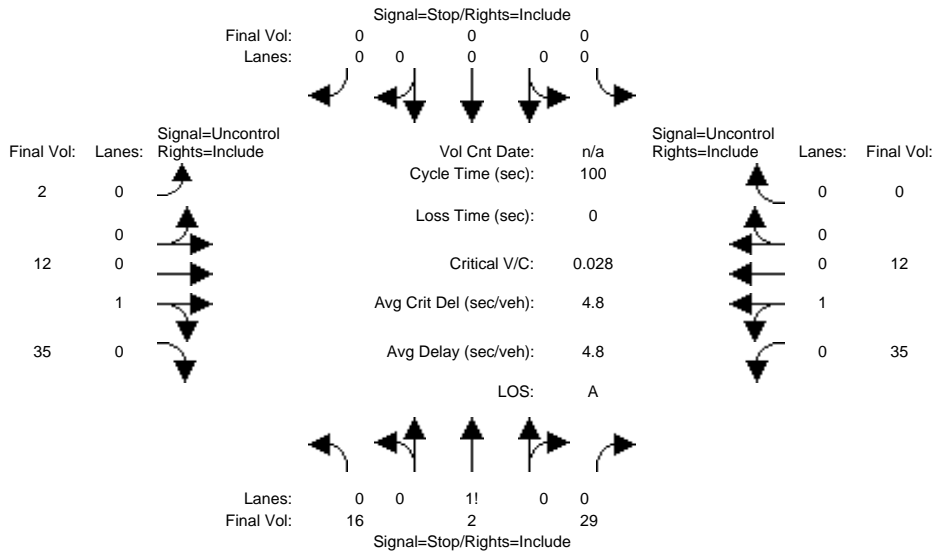 Signal=Stop/Rights=Include
Final Vol: 0 0 0
Lanes: 0 0 0 0 0
Signal=Uncontrol Signal=Uncontrol
Final Vol: Lanes: Rights=Include Vol Cnt Date: n/a Rights=Include Lanes: Final Vol:
Cycle Time (sec): 100
2 0 0 0
Loss Time (sec): 0
0 0
12 0 Critical V/C: 0.028 0 12
1 Avg Crit Del (sec/veh): 4.8 1
35 0 Avg Delay (sec/veh): 4.8 0 35
LOS: A
Lanes: 0 0 1! 0 0
Final Vol: 16 2 29
Signal=Stop/Rights=Include